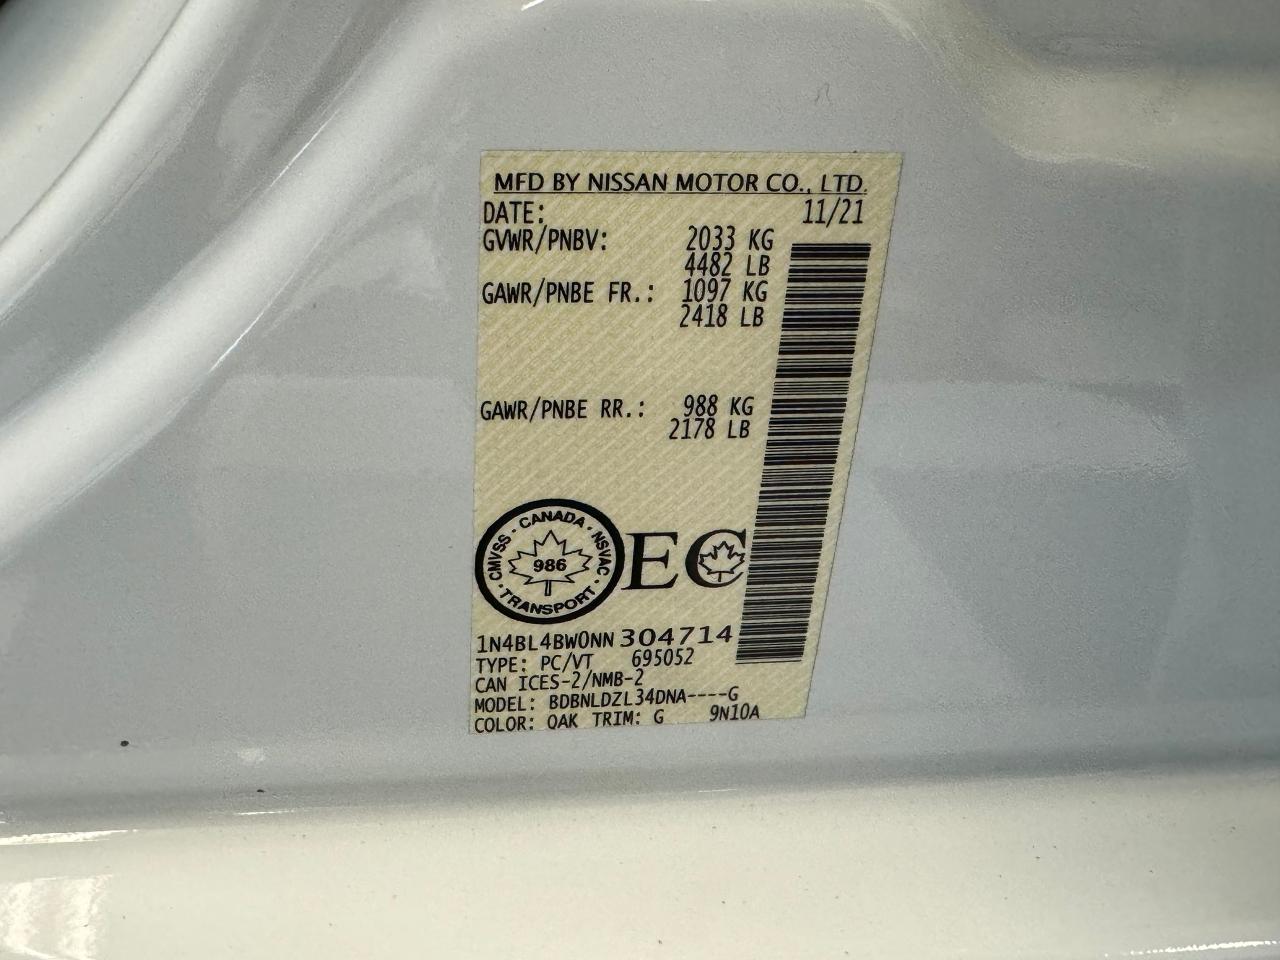 MFD BY NISSAN MOTOR CO., LTD.
DATE: 11/21
GVWR/PNBV: 2033 KG
4482 LB
GAWR/PNBE FR.: 1097 KG
2418 LB
GAWR/PNBE RR.: 988 KG
2178 LB
CMVSS · CANADA · NSVAC · TRANSPORT ·
986
EC
1N4BL4BW0NN 304714
TYPE: PC/VT 695052
CAN ICES-2/NMB-2
MODEL: BDBNLDZL34DNA----G
COLOR: QAK TRIM: G 9N10A